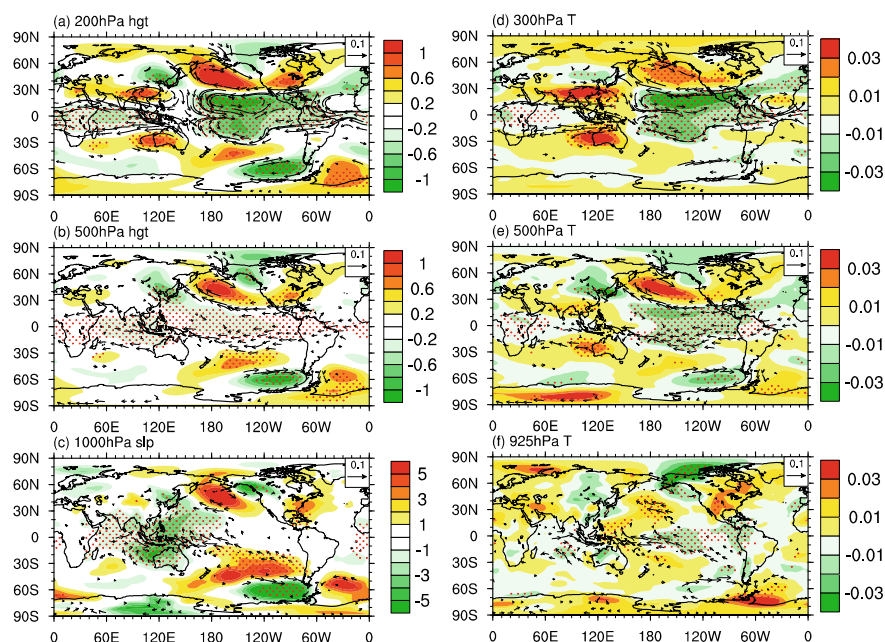 (a) 200hPa hgt
0.1
90N
60N
30N
0
30S
60S
90S
0 60E 120E 180 120W 60W 0
1
0.6
0.2
-0.2
-0.6
-1
(d) 300hPa T
0.1
90N
60N
30N
0
30S
60S
90S
0 60E 120E 180 120W 60W 0
0.03
0.01
-0.01
-0.03
(b) 500hPa hgt
0.1
90N
60N
30N
0
30S
60S
90S
0 60E 120E 180 120W 60W 0
1
0.6
0.2
-0.2
-0.6
-1
(e) 500hPa T
0.1
90N
60N
30N
0
30S
60S
90S
0 60E 120E 180 120W 60W 0
0.03
0.01
-0.01
-0.03
(c) 1000hPa slp
0.1
90N
60N
30N
0
30S
60S
90S
0 60E 120E 180 120W 60W 0
5
3
1
-1
-3
-5
(f) 925hPa T
0.1
90N
60N
30N
0
30S
60S
90S
0 60E 120E 180 120W 60W 0
0.03
0.01
-0.01
-0.03